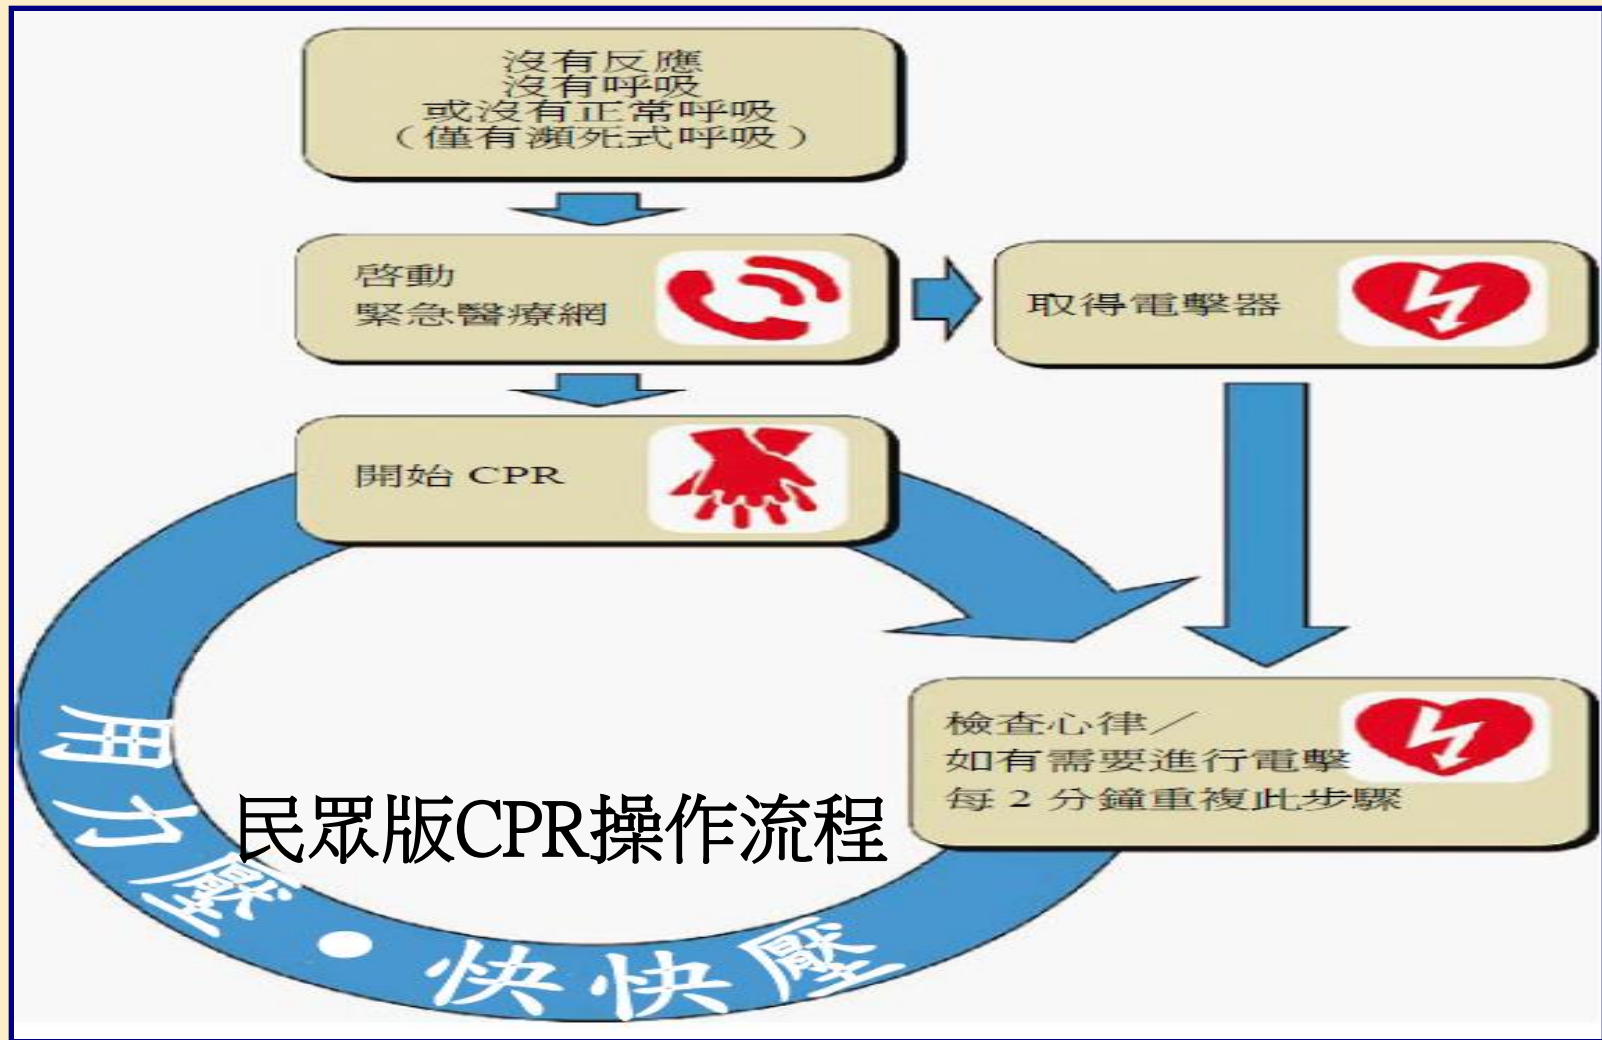 沒有反應
沒有呼吸
或沒有正常呼吸
（僅有瀕死式呼吸）
啓動
緊急醫療網
取得電擊器
開始 CPR
檢查心律／
如有需要進行電擊
每 2 分鐘重複此步驟
民眾版CPR操作流程
用力壓•快快壓